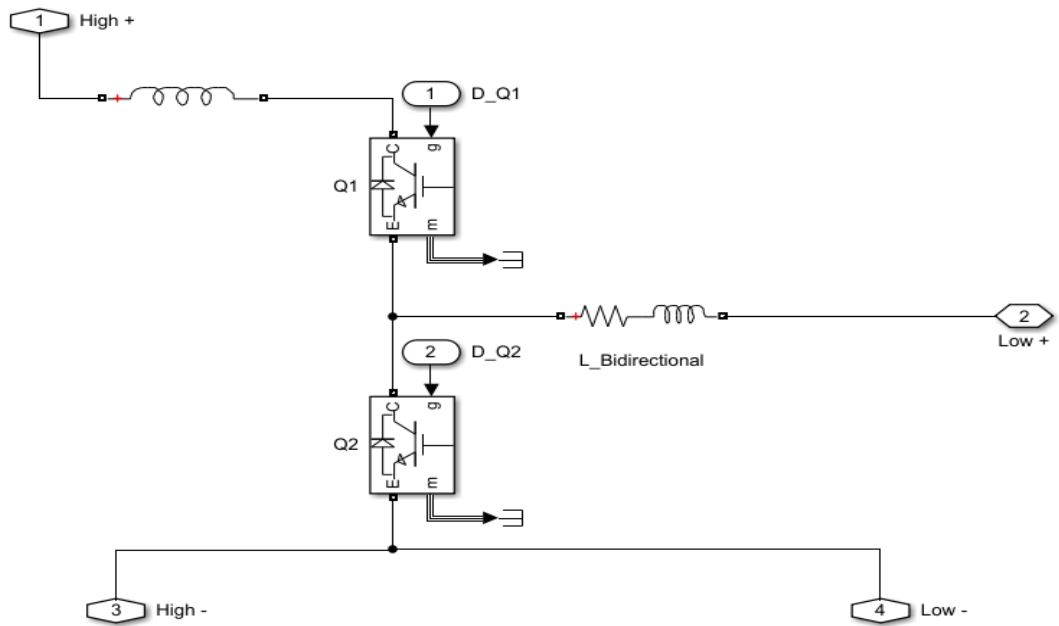 1 High +
1 D_Q1
C g
Q1
E m
2
Low +
L_Bidirectional
2 D_Q2
C g
Q2
E m
3 High -
4 Low -